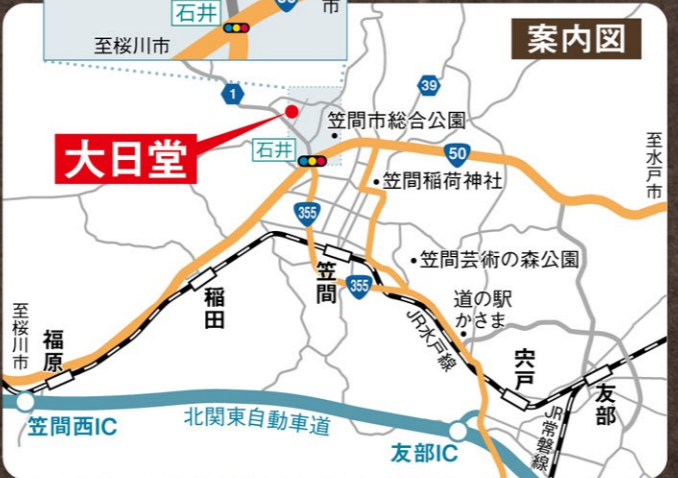 石井
市
至桜川市
案内図
1
39
大日堂
笠間市総合公園
石井
50
至水戸市
笠間稲荷神社
355
笠間芸術の森公園
笠間
355
稲田
道の駅
かさま
至桜川市
福原
JR水戸線
宍戸
友部
笠間西IC
北関東自動車道
友部IC
JR常磐線